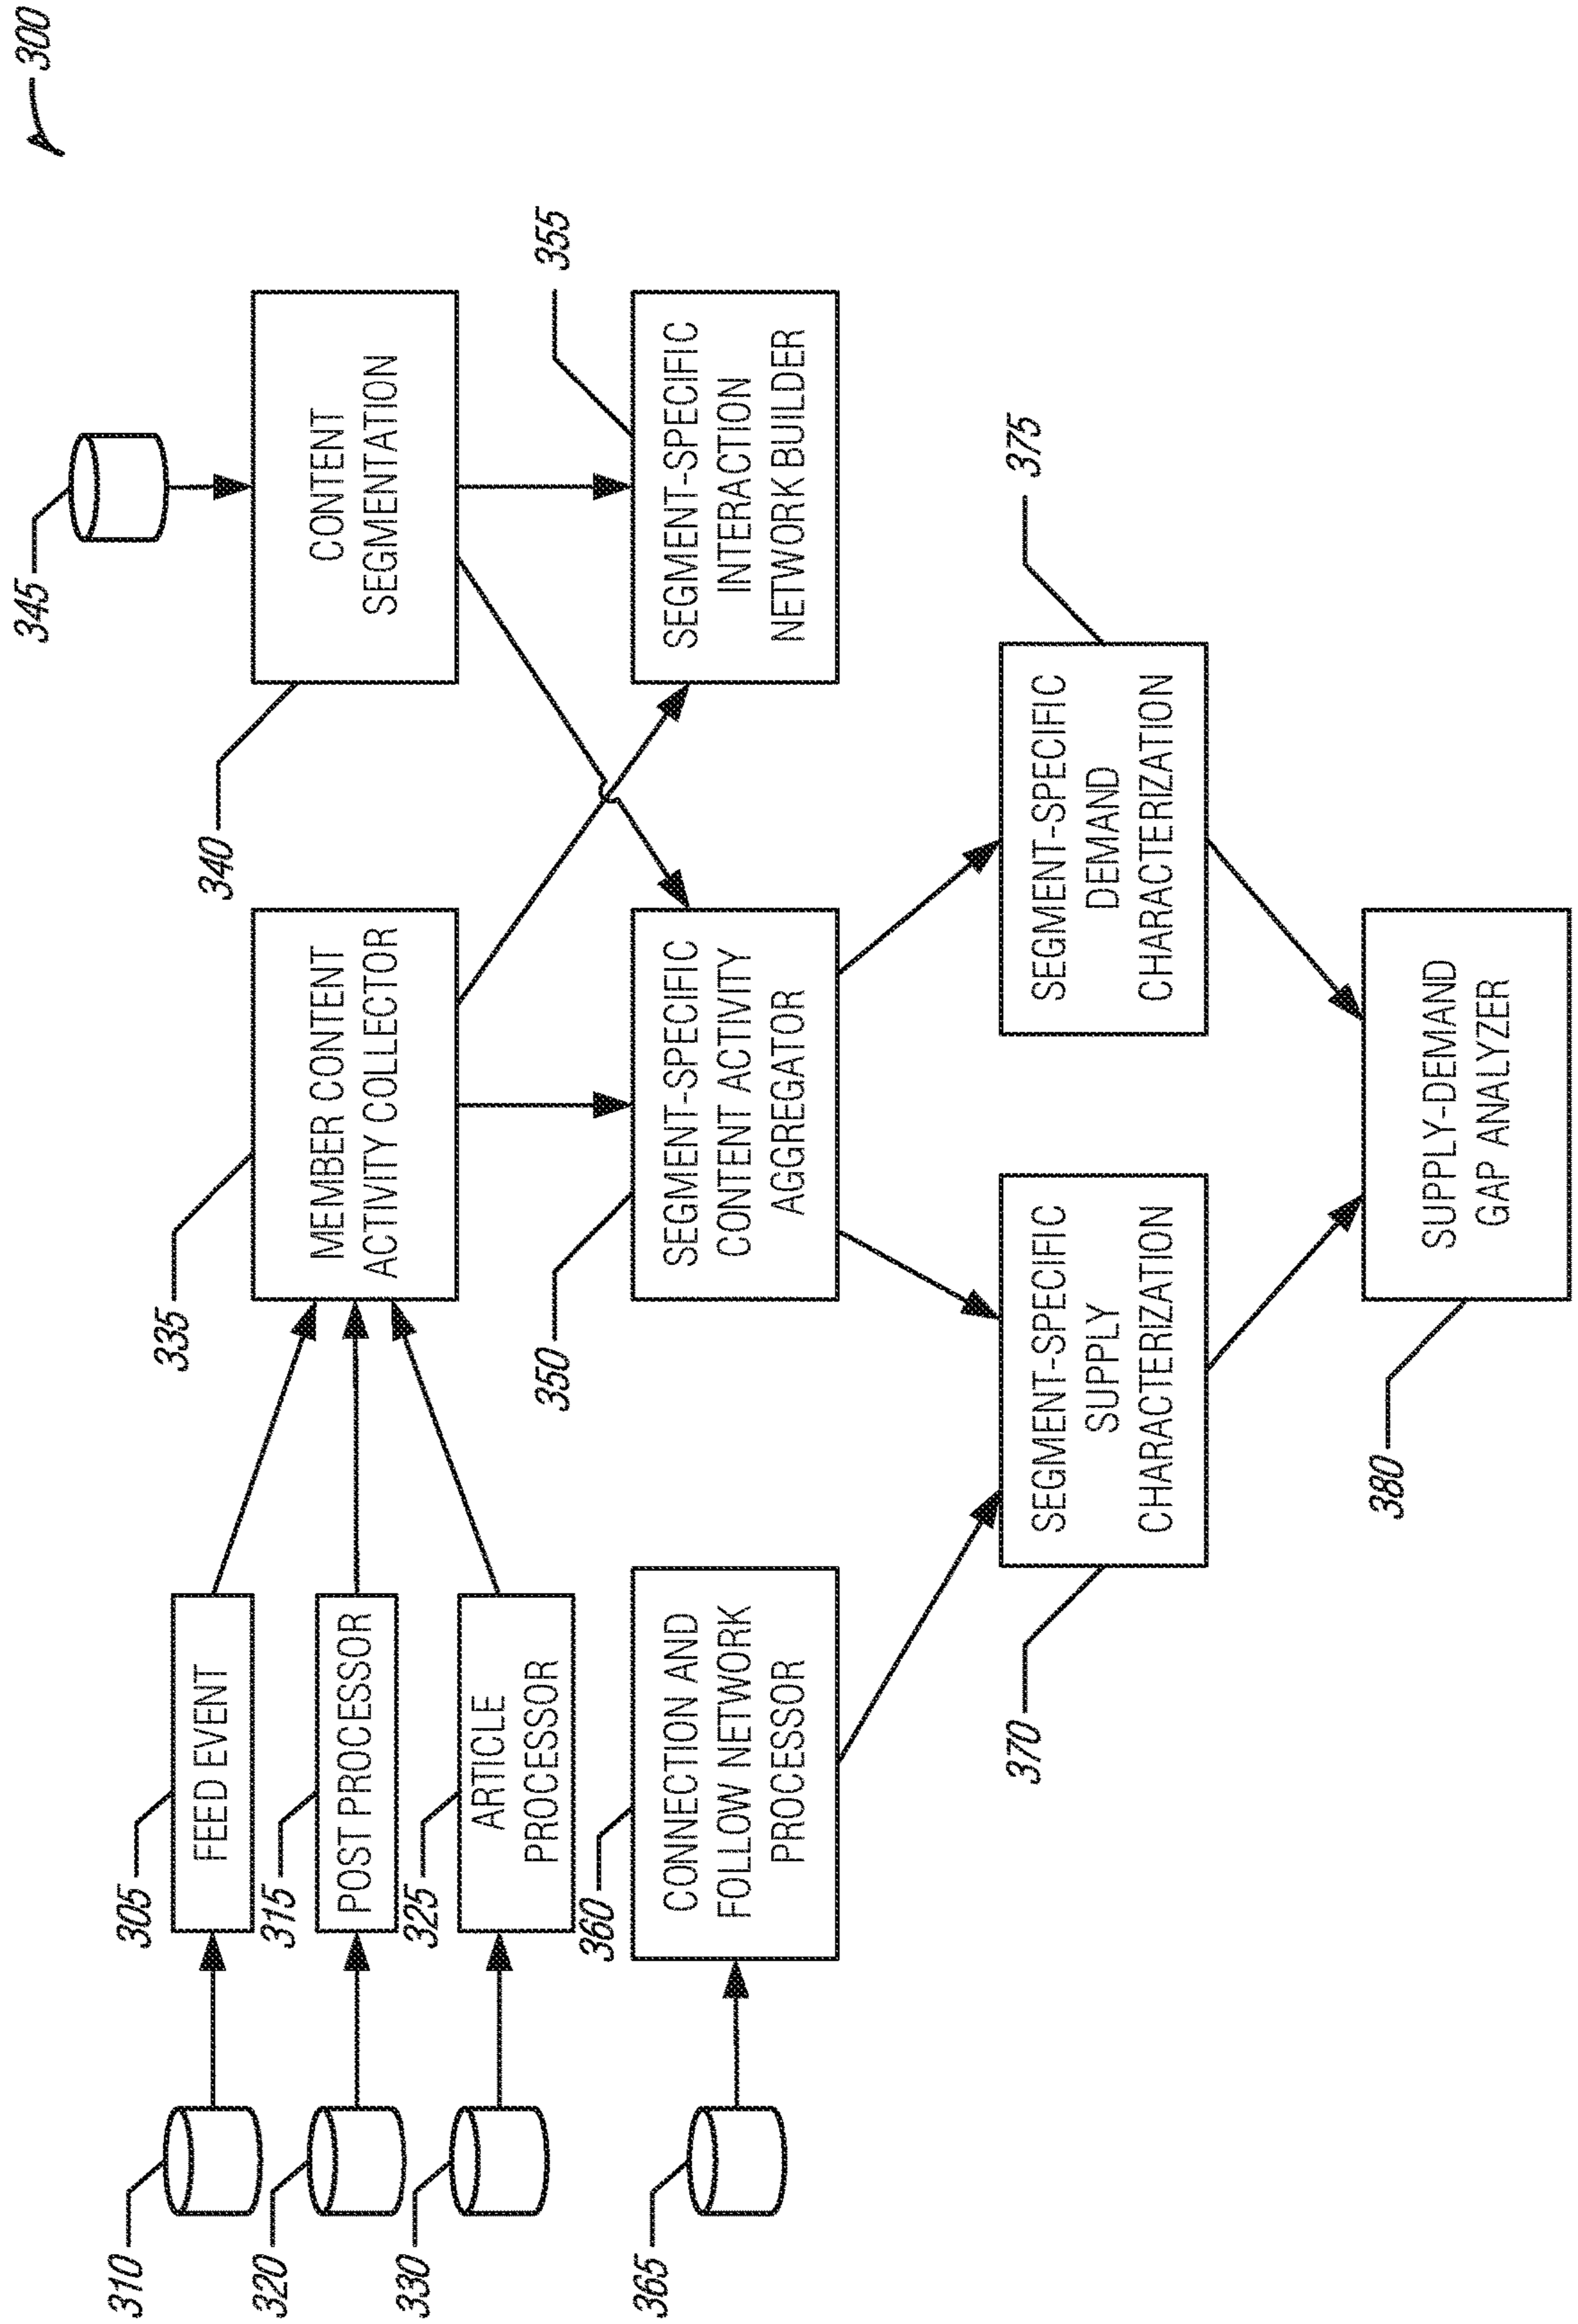 300
345
310
305
FEED EVENT
335
MEMBER CONTENT
ACTIVITY COLLECTOR
340
CONTENT
SEGMENTATION
320
315
POST PROCESSOR
330
325
ARTICLE
PROCESSOR
365
360
CONNECTION AND
FOLLOW NETWORK
PROCESSOR
350
SEGMENT-SPECIFIC
CONTENT ACTIVITY
AGGREGATOR
355
SEGMENT-SPECIFIC
INTERACTION
NETWORK BUILDER
370
SEGMENT-SPECIFIC
SUPPLY
CHARACTERIZATION
375
SEGMENT-SPECIFIC
DEMAND
CHARACTERIZATION
380
SUPPLY-DEMAND
GAP ANALYZER